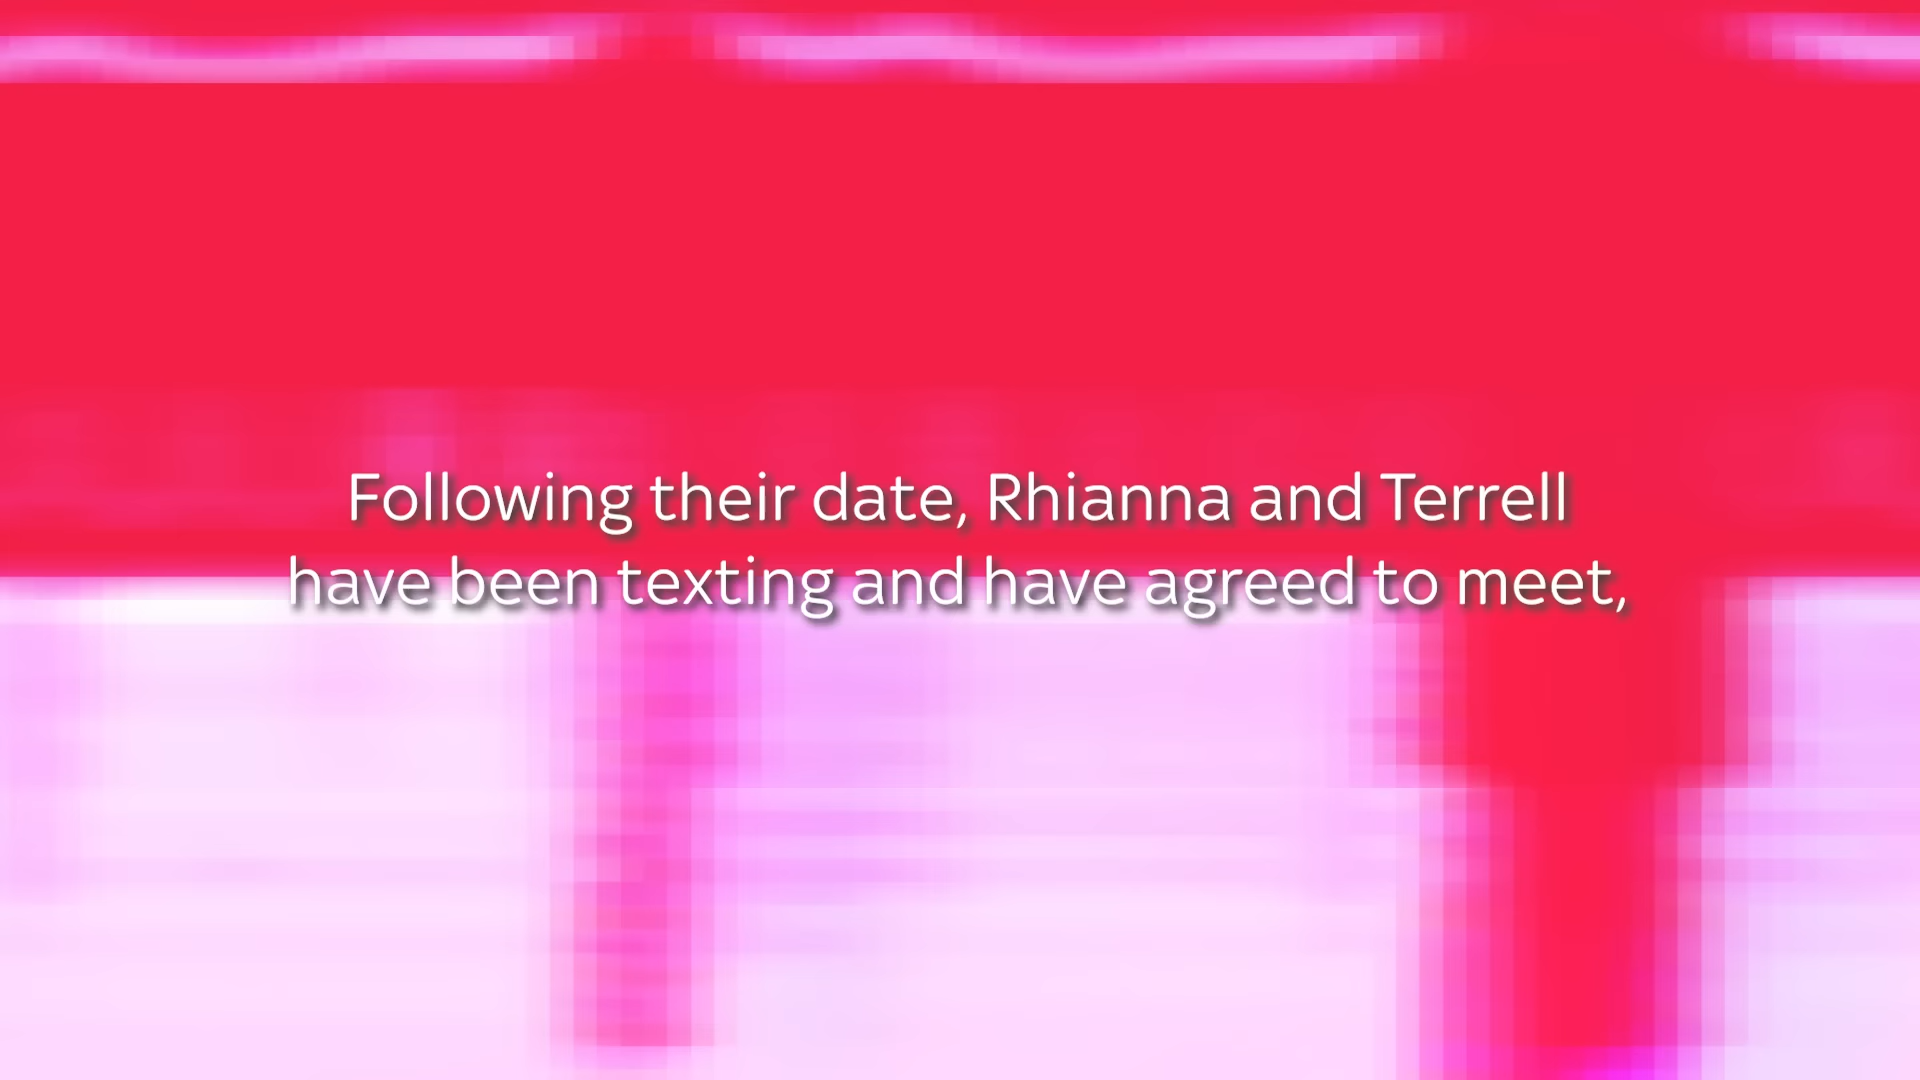 Following their date, Rhianna and Terrell
have been texting and have agreed to meet,